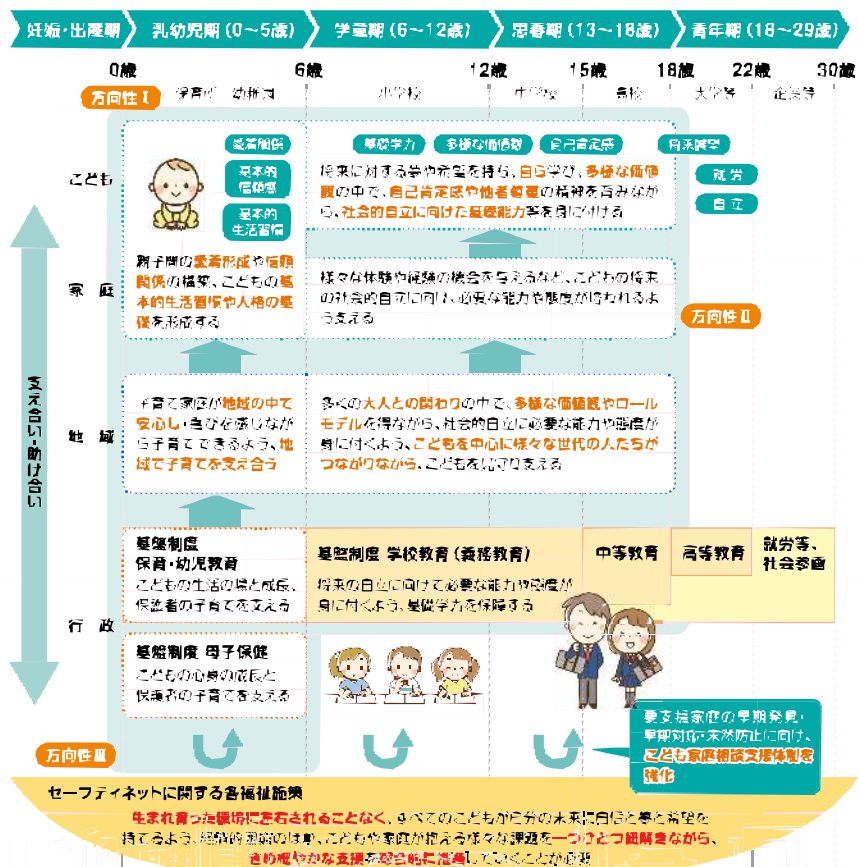 妊娠・出産期
乳幼児期(0〜5歳)
学童期(6〜12歳)
思春期(13〜18歳)
青年期(18〜29歳)
0歳
6歳
12歳
15歳
18歳
22歳
30歳
方向性Ⅰ
保育所
幼稚園
小学校
中学校
高校
大学等
企業等
こども
愛着関係
基本的
信頼感
基本的
生活習慣
基礎学力
多様な価値観
自己肯定感
将来展望
就労
自立
将来に対する夢や希望を持ち、自ら学び、多様な価値
観の中で、自己肯定感や他者尊重の精神を育みなが
ら、社会的自立に向けた基礎能力等を身に付ける
家庭
親子間の愛着形成や信頼
関係の構築、こどもの基
本的生活習慣や人格の基
礎を形成する
様々な体験や経験の機会を与えるなど、こどもの将来
の社会的自立に向け、必要な能力や態度が培われるよ
う支える
方向性Ⅱ
支え合い・助け合い
地域
子育て家庭が地域の中で
安心し・喜びを感じなが
ら子育てできるよう、地
域で子育てを支え合う
多くの大人との関わりの中で、多様な価値観やロール
モデルを得ながら、社会的自立に必要な能力や態度が
身に付くよう、こどもを中心に様々な世代の人たちが
つながりながら、こどもを見守り支える
行政
基盤制度
保育・幼児教育
こどもの生活の場と成長、
保護者の子育てを支える
基盤制度 学校教育(義務教育)
将来の自立に向けて必要な能力や態度が
身に付くよう、基礎学力を保障する
中等教育
高等教育
就労等、
社会参画
基盤制度 母子保健
こどもの心身の成長と
保護者の子育てを支える
要支援家庭の早期発見・
早期対応・未然防止に向け、
こども家庭相談支援体制を
強化
方向性Ⅲ
セーフティネットに関する各福祉施策
生まれ育った環境に左右されることなく、すべてのこどもが自分の未来に自信と夢と希望を
持てるよう、経済的困窮のほか、こどもや家庭が抱える様々な課題を一つひとつ紐解きながら、
きめ細やかな支援を総合的に推進していくことが必要